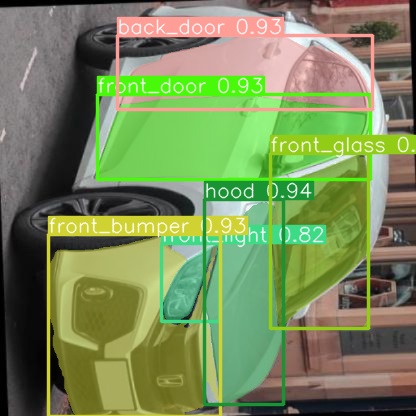 back_door 0.93
front_door 0.93
front_glass 0.
hood 0.94
front_bumper 0.93
front_light 0.82